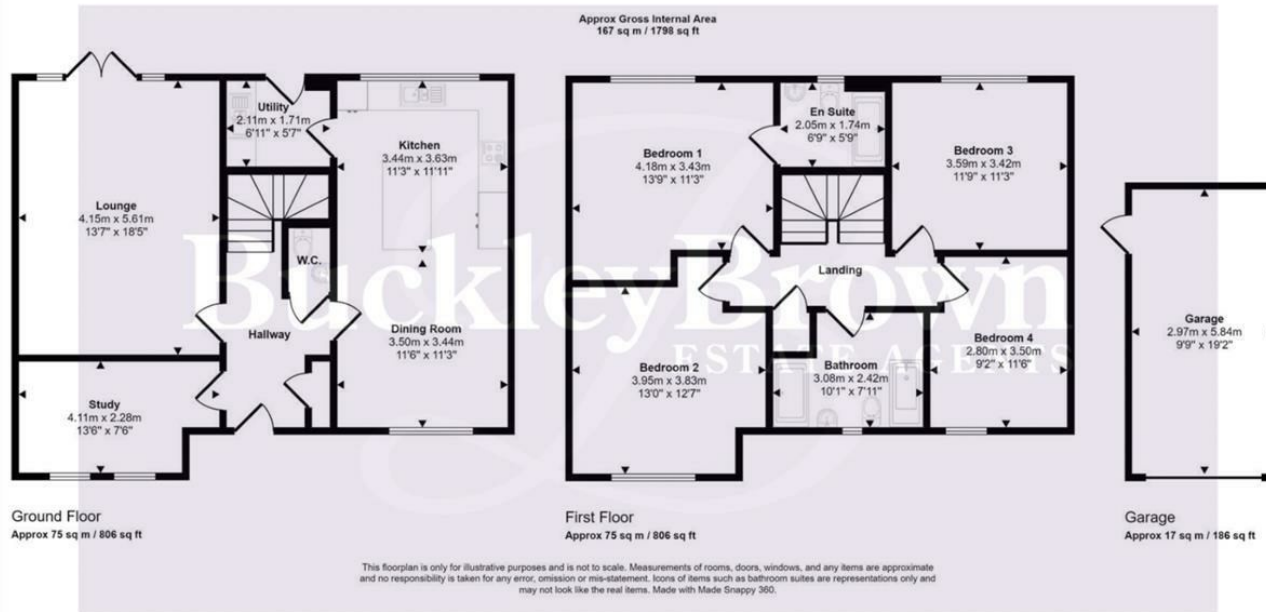 Approx Gross Internal Area
167 sq m / 1798 sq ft
Utility
2.11m x 1.71m
6'11" x 5'7"
Kitchen
3.44m x 3.63m
11'3" x 11'11"
Lounge
4.15m x 5.61m
13'7" x 18'5"
W.C.
Hallway
Dining Room
3.50m x 3.44m
11'6" x 11'3"
Study
4.11m x 2.28m
13'6" x 7'6"
Ground Floor
Approx 75 sq m / 806 sq ft
En Suite
2.05m x 1.74m
6'9" x 5'9"
Bedroom 1
4.18m x 3.43m
13'9" x 11'3"
Bedroom 3
3.59m x 3.42m
11'9" x 11'3"
Landing
Bedroom 2
3.95m x 3.83m
13'0" x 12'7"
Bathroom
3.08m x 2.42m
10'1" x 7'11"
Bedroom 4
2.80m x 3.50m
9'2" x 11'6"
First Floor
Approx 75 sq m / 806 sq ft
Garage
2.97m x 5.84m
9'9" x 19'2"
Garage
Approx 17 sq m / 186 sq ft
BuckleyBrown
ESTATE AGENTS
This floorplan is only for illustrative purposes and is not to scale. Measurements of rooms, doors, windows, and any items are approximate
and no responsibility is taken for any error, omission or mis-statement. Icons of items such as bathroom suites are representations only and
may not look like the real items. Made with Made Snappy 360.